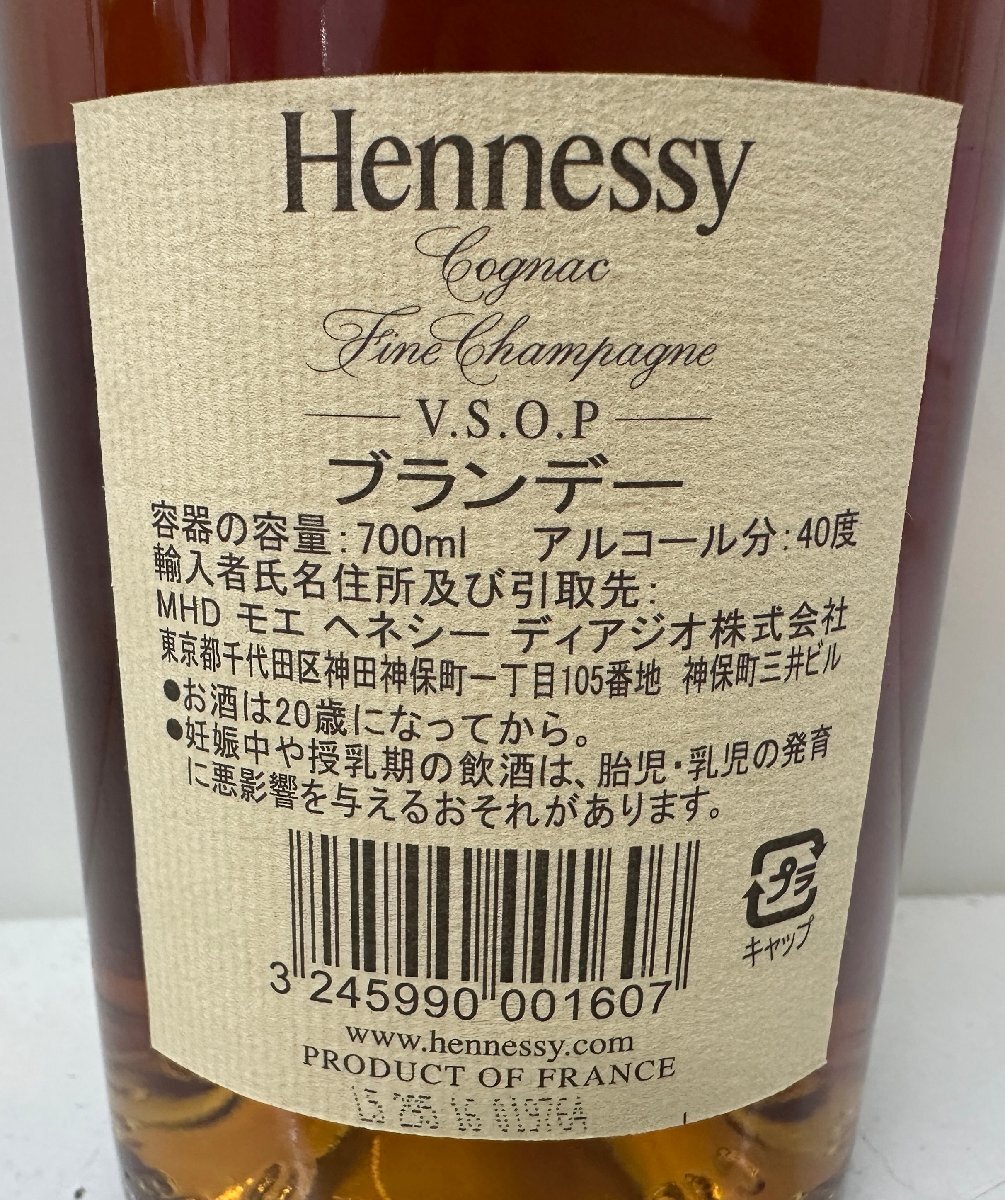 Hennessy
Cognac
Fine Champagne
V.S.O.P
ブランデー
容器の容量:700ml アルコール分:40度
輸入者氏名住所及び引取先:
MHD モエ ヘネシー ディアジオ株式会社
東京都千代田区神田神保町一丁目105番地 神保町三井ビル
●お酒は20歳になってから。
●妊娠中や授乳期の飲酒は、胎児・乳児の発育
に悪影響を与えるおそれがあります。
プラ
キャップ
3 245990 001607
www.hennessy.com
PRODUCT OF FRANCE